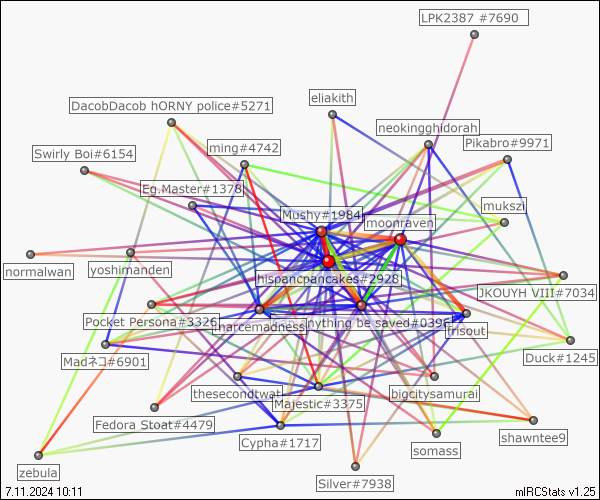 LPK2387 #7690
eliakith
DacobDacob hORNY police#5271
neokingghidorah
Pikabro#9971
ming#4742
Swirly Boi#6154
Eg.Master#1378
mukszi
Mushy#1984
moonraven
normalwan
yoshimanden
hispancpancakes#2928
JKOUYH VIII#7034
Pocket Persona#3326
marcemadness
nything be saved#0396
frisout
Madネコ#6901
Duck#1245
thesecondtwat
bigcitysamurai
Majestic#3375
Fedora Stoat#4479
Cypha#1717
somass
shawntee9
zebula
Silver#7938
7.11.2024 10:11
mIRCStats v1.25